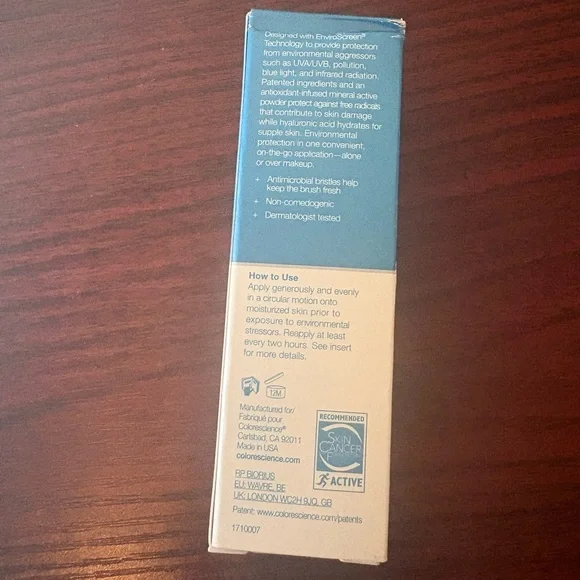 Designed with EnviroScreen®
Technology to provide protection
from environmental aggressors
such as UVA/UVB, pollution,
blue light, and infrared radiation.
Patented ingredients and an
antioxidant-infused mineral active
powder protect against free radicals
that contribute to skin damage
while hyaluronic acid hydrates for
supple skin. Environmental
protection in one convenient,
on-the-go application—alone
or over makeup.
+ Antimicrobial bristles help
keep the brush fresh
+ Non-comedogenic
+ Dermatologist tested
How to Use
Apply generously and evenly
in a circular motion onto
moisturized skin prior to
exposure to environmental
stressors. Reapply at least
every two hours. See insert
for more details.
12M
Manufactured for/
Fabriqué pour
Colorescience®
Carlsbad, CA 92011
Made in USA
colorescience.com
RP BIORIUS
EU: WAVRE, BE
UK: LONDON WC2H 9JQ, GB
Patent: www.colorescience.com/patents
1710007
RECOMMENDED
SKIN
CANCER
ACTIVE